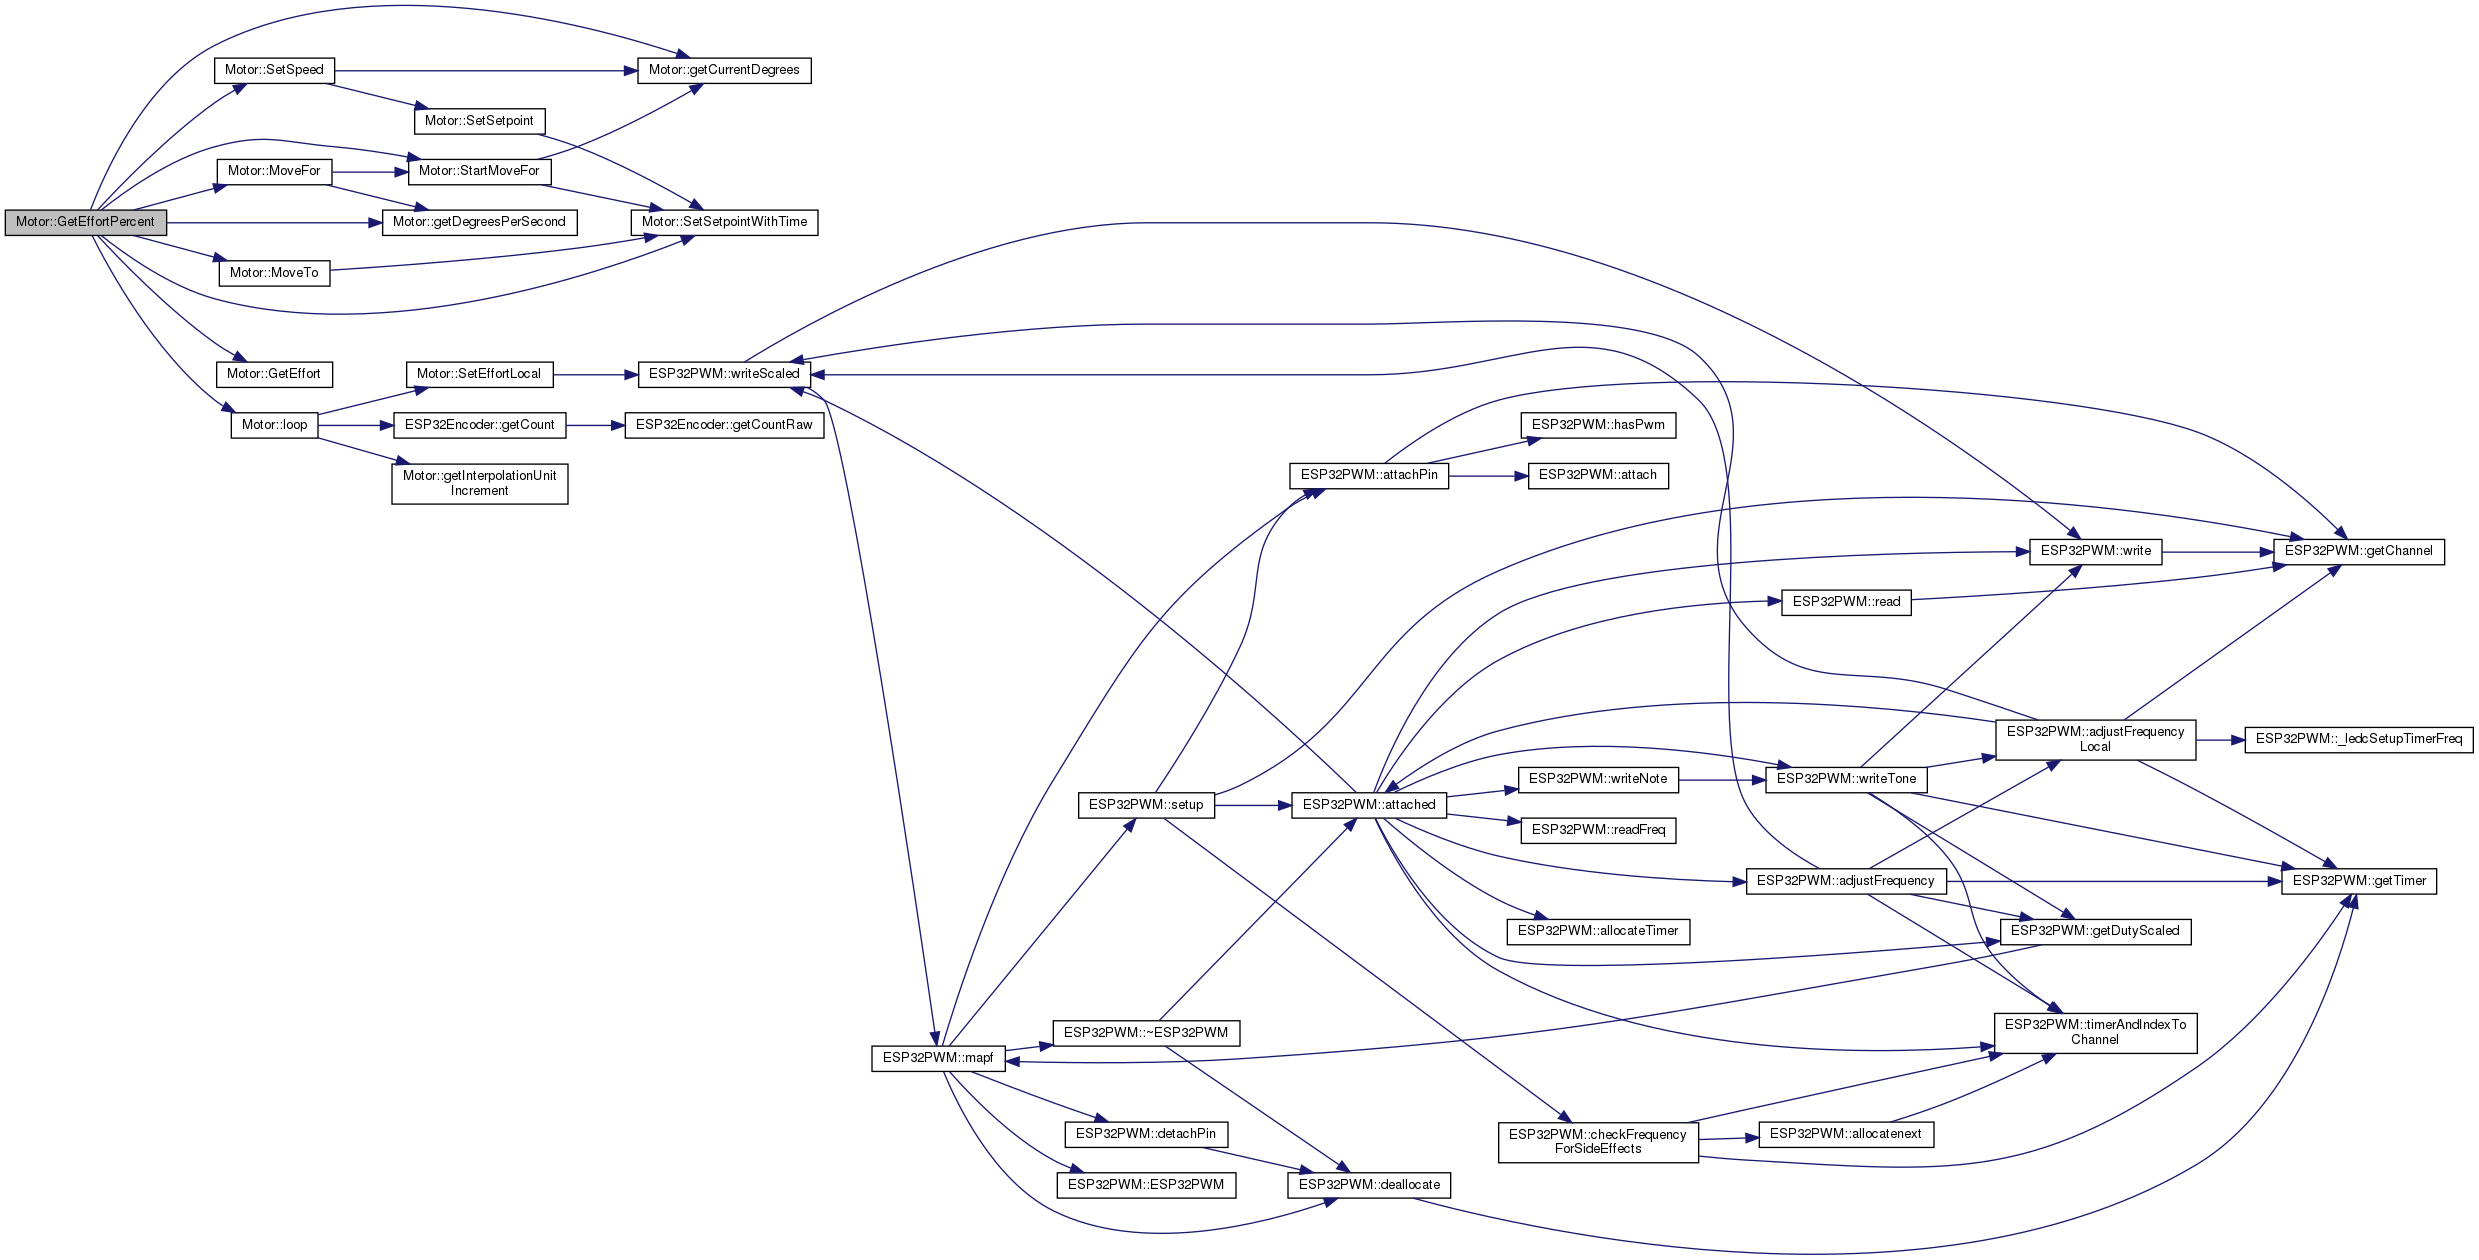 Motor::GetEffortPercent
Motor::SetSpeed
Motor::getCurrentDegrees
Motor::SetSetpoint
Motor::MoveFor
Motor::StartMoveFor
Motor::getDegreesPerSecond
Motor::SetSetpointWithTime
Motor::MoveTo
Motor::GetEffort
Motor::loop
Motor::SetEffortLocal
ESP32PWM::writeScaled
ESP32Encoder::getCount
ESP32Encoder::getCountRaw
Motor::getInterpolationUnit
Increment
ESP32PWM::mapf
ESP32PWM::setup
ESP32PWM::~ESP32PWM
ESP32PWM::detachPin
ESP32PWM::ESP32PWM
ESP32PWM::attachPin
ESP32PWM::attached
ESP32PWM::deallocate
ESP32PWM::hasPwm
ESP32PWM::attach
ESP32PWM::writeNote
ESP32PWM::readFreq
ESP32PWM::allocateTimer
ESP32PWM::checkFrequency
ForSideEffects
ESP32PWM::read
ESP32PWM::writeTone
ESP32PWM::adjustFrequency
ESP32PWM::allocatenext
ESP32PWM::write
ESP32PWM::adjustFrequency
Local
ESP32PWM::getDutyScaled
ESP32PWM::timerAndIndexTo
Channel
ESP32PWM::getChannel
ESP32PWM::_ledcSetupTimerFreq
ESP32PWM::getTimer